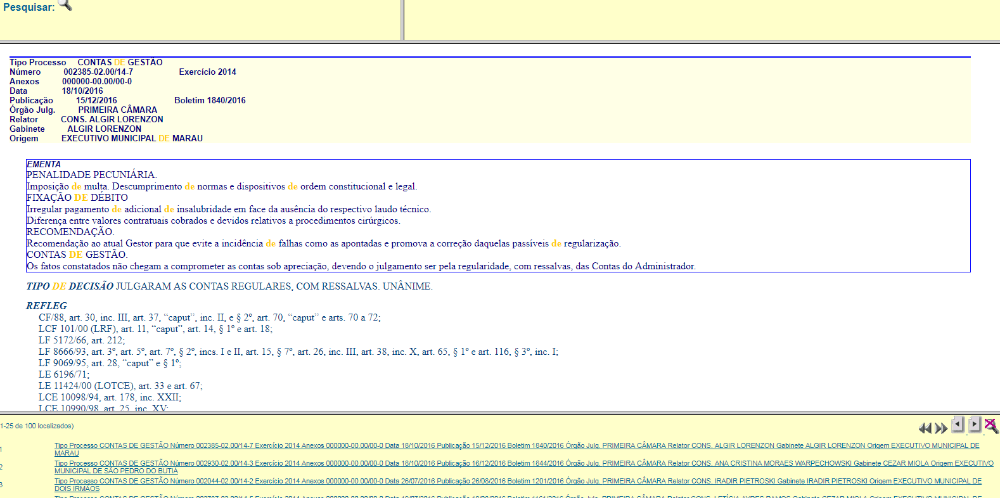 Pesquisar:
Tipo Processo CONTAS DE GESTÃO
Número 002385-02.00/14-7 Exercício 2014
Anexos 000000-00.00/00-0
Data 18/10/2016
Publicação 15/12/2016 Boletim 1840/2016
Órgão Julg. PRIMEIRA CÂMARA
Relator CONS. ALGIR LORENZON
Gabinete ALGIR LORENZON
Origem EXECUTIVO MUNICIPAL DE MARAU
EMENTA
PENALIDADE PECUNIÁRIA.
Imposição de multa. Descumprimento de normas e dispositivos de ordem constitucional e legal.
FIXAÇÃO DE DÉBITO
Irregular pagamento de adicional de insalubridade em face da ausência do respectivo laudo técnico.
Diferença entre valores contratuais cobrados e devidos relativos a procedimentos cirúrgicos.
RECOMENDAÇÃO.
Recomendação ao atual Gestor para que evite a incidência de falhas como as apontadas e promova a correção daquelas passíveis de regularização.
CONTAS DE GESTÃO.
Os fatos constatados não chegam a comprometer as contas sob apreciação, devendo o julgamento ser pela regularidade, com ressalvas, das Contas do Administrador.
TIPO DE DECISÃO JULGARAM AS CONTAS REGULARES, COM RESSALVAS. UNÂNIME.
REFLEG
CF/88, art. 30, inc. III, art. 37, “caput”, inc. II, e § 2º, art. 70, “caput” e arts. 70 a 72;
LCF 101/00 (LRF), art. 11, “caput”, art. 14, § 1º e art. 18;
LF 5172/66, art. 212;
LF 8666/93, art. 3º, art. 5º, art. 7º, § 2º, incs. I e II, art. 15, § 7º, art. 26, inc. III, art. 38, inc. X, art. 65, § 1º e art. 116, § 3º, inc. I;
LF 9069/95, art. 28, “caput” e § 1º;
LE 6196/71;
LE 11424/00 (LOTCE), art. 33 e art. 67;
LCE 10098/94, art. 178, inc. XXII;
LCE 10990/98, art. 25, inc. XV;
1-25 de 100 localizados)
1 Tipo Processo CONTAS DE GESTÃO Número 002385-02.00/14-7 Exercício 2014 Anexos 000000-00.00/00-0 Data 18/10/2016 Publicação 15/12/2016 Boletim 1840/2016 Órgão Julg. PRIMEIRA CÂMARA Relator CONS. ALGIR LORENZON Gabinete ALGIR LORENZON Origem EXECUTIVO MUNICIPAL DE
MARAU
2 Tipo Processo CONTAS DE GESTÃO Número 002930-02.00/14-3 Exercício 2014 Anexos 000000-00.00/00-0 Data 18/10/2016 Publicação 16/12/2016 Boletim 1844/2016 Órgão Julg. PRIMEIRA CÂMARA Relator CONS. ANA CRISTINA MORAES WARPECHOWSKI Gabinete CEZAR MIOLA Origem EXECUTIVO
MUNICIPAL DE SÃO PEDRO DO BUTIÁ
3 Tipo Processo CONTAS DE GESTÃO Número 002044-02.00/14-2 Exercício 2014 Anexos 000000-00.00/00-0 Data 26/07/2016 Publicação 26/08/2016 Boletim 1201/2016 Órgão Julg. PRIMEIRA CÂMARA Relator CONS. IRADIR PIETROSKI Gabinete IRADIR PIETROSKI Origem EXECUTIVO MUNICIPAL DE
DOIS IRMÃOS